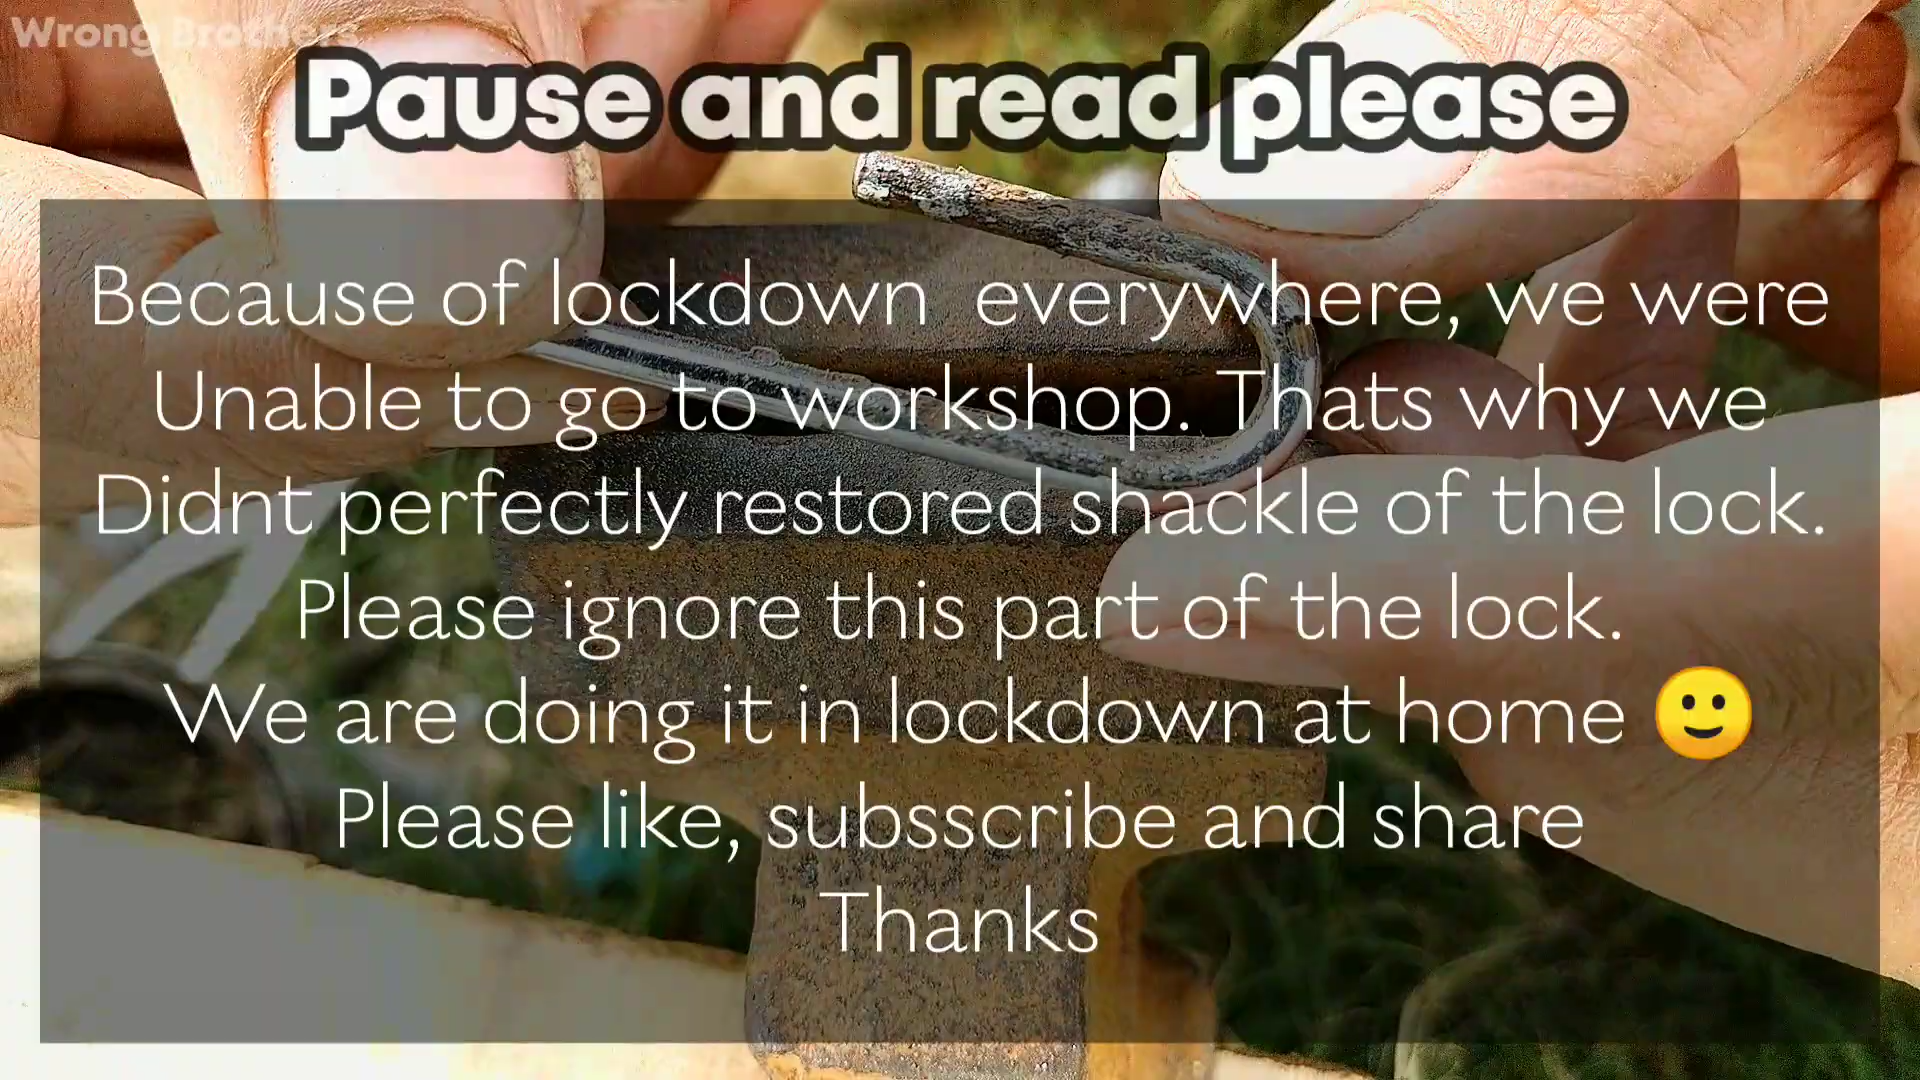 Wrong Brothers
Pause and read please
Because of lockdown  everywhere, we were
Unable to go to workshop. Thats why we
Didnt perfectly restored shackle of the lock.
Please ignore this part of the lock.
We are doing it in lockdown at home 🙂
Please like, subsscribe and share
Thanks